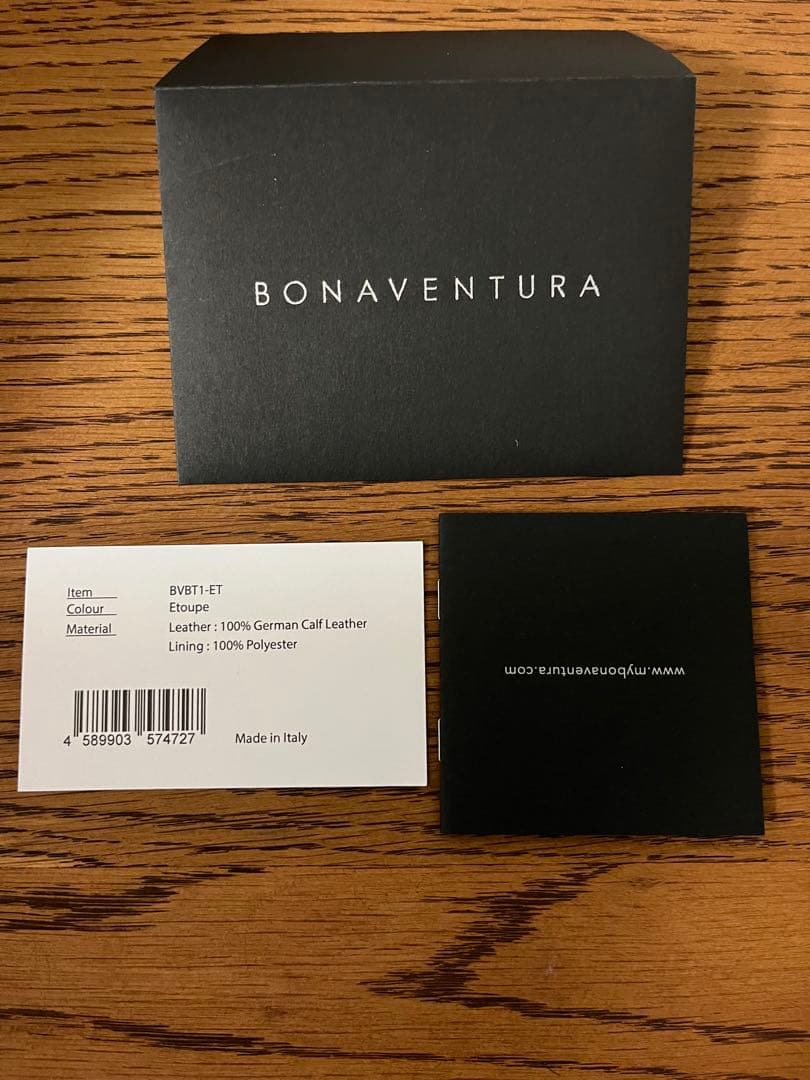 BONAVENTURA
Item BVBT1-ET
Colour Etoupe
Material Leather : 100% German Calf Leather
Lining : 100% Polyester
4 589903 574727
Made in Italy
www.mybonaventura.com